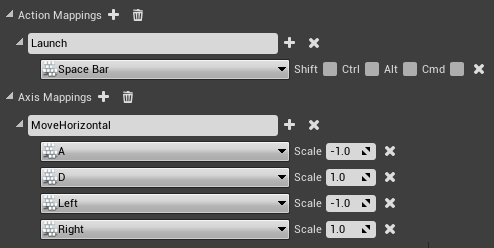 Action Mappings
Launch
Space Bar Shift Ctrl Alt Cmd
Axis Mappings
MoveHorizontal
A Scale -1.0
D Scale 1.0
Left Scale -1.0
Right Scale 1.0